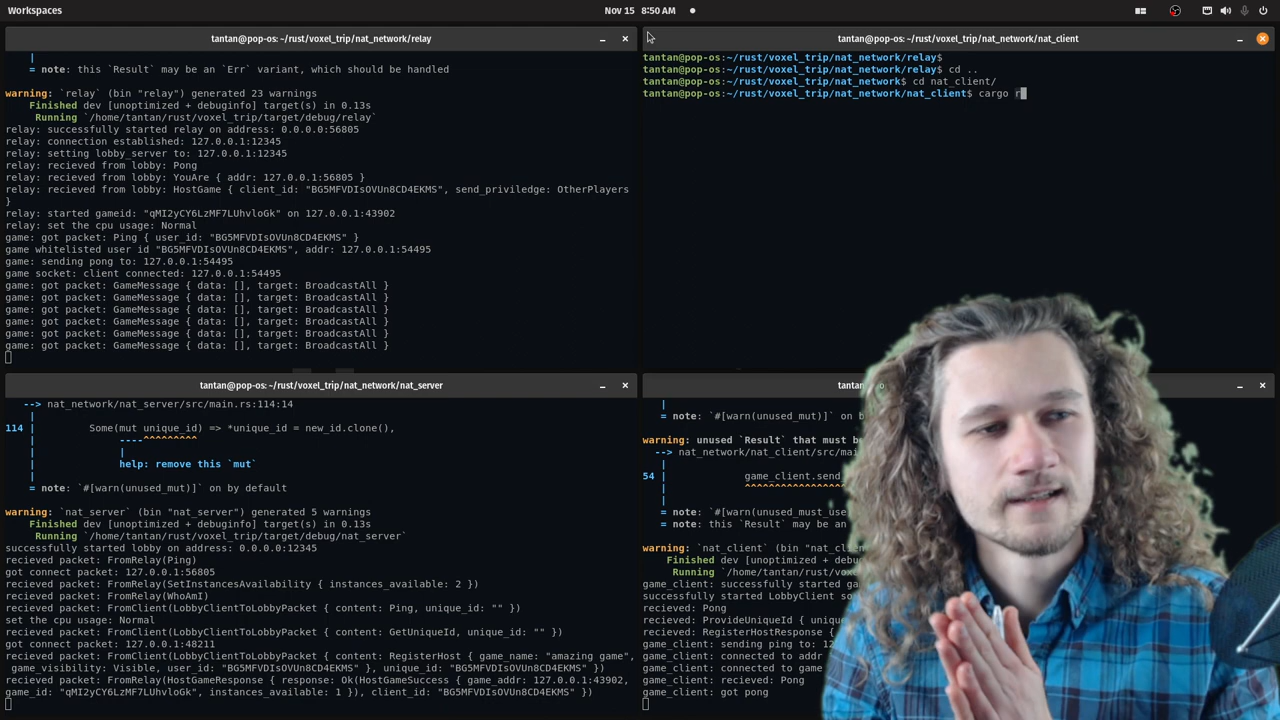 Workspaces
Nov 15 8:50 AM
tantan@pop-os: ~/rust/voxel_trip/nat_network/relay
|
= note: this `Result` may be an `Err` variant, which should be handled
warning: `relay` (bin "relay") generated 23 warnings
Finished dev [unoptimized + debuginfo] target(s) in 0.13s
Running `/home/tantan/rust/voxel_trip/target/debug/relay`
relay: successfully started relay on address: 0.0.0.0:56805
relay: connection established: 127.0.0.1:12345
relay: setting lobby_server to: 127.0.0.1:12345
relay: recieved from lobby: Pong
relay: recieved from lobby: YouAre { addr: 127.0.0.1:56805 }
relay: recieved from lobby: HostGame { client_id: "BG5MFVDIsOVUn8CD4EKMS", send_priviledge: OtherPlayers
}
relay: started gameid: "qMI2yCY6LzMF7LUhvloGk" on 127.0.0.1:43902
relay: set the cpu usage: Normal
game: got packet: Ping { user_id: "BG5MFVDIsOVUn8CD4EKMS" }
game whitelisted user id "BG5MFVDIsOVUn8CD4EKMS", addr: 127.0.0.1:54495
game: sending pong to: 127.0.0.1:54495
game socket: client connected: 127.0.0.1:54495
game: got packet: GameMessage { data: [], target: BroadcastAll }
game: got packet: GameMessage { data: [], target: BroadcastAll }
game: got packet: GameMessage { data: [], target: BroadcastAll }
game: got packet: GameMessage { data: [], target: BroadcastAll }
game: got packet: GameMessage { data: [], target: BroadcastAll }
game: got packet: GameMessage { data: [], target: BroadcastAll }
tantan@pop-os: ~/rust/voxel_trip/nat_network/nat_client
tantan@pop-os:~/rust/voxel_trip/nat_network/relay$
tantan@pop-os:~/rust/voxel_trip/nat_network/relay$ cd ..
tantan@pop-os:~/rust/voxel_trip/nat_network$ cd nat_client/
tantan@pop-os:~/rust/voxel_trip/nat_network/nat_client$ cargo r
tantan@pop-os: ~/rust/voxel_trip/nat_network/nat_server
--> nat_network/nat_server/src/main.rs:114:14
|
114 | Some(mut unique_id) => *unique_id = new_id.clone(),
| ----^^^^^^^^^
| |
| help: remove this `mut`
|
= note: `#[warn(unused_mut)]` on by default
warning: `nat_server` (bin "nat_server") generated 5 warnings
Finished dev [unoptimized + debuginfo] target(s) in 0.13s
Running `/home/tantan/rust/voxel_trip/target/debug/nat_server`
successfully started lobby on address: 0.0.0.0:12345
recieved packet: FromRelay(Ping)
got connect packet: 127.0.0.1:56805
recieved packet: FromRelay(SetInstancesAvailability { instances_available: 2 })
recieved packet: FromRelay(WhoAmI)
recieved packet: FromClient(LobbyClientToLobbyPacket { content: Ping, unique_id: "" })
set the cpu usage: Normal
recieved packet: FromClient(LobbyClientToLobbyPacket { content: GetUniqueId, unique_id: "" })
got connect packet: 127.0.0.1:48211
recieved packet: FromClient(LobbyClientToLobbyPacket { content: RegisterHost { game_name: "amazing game",
game_visibility: Visible, user_id: "BG5MFVDIsOVUn8CD4EKMS" }, unique_id: "BG5MFVDIsOVUn8CD4EKMS" })
recieved packet: FromRelay(HostGameResponse { response: Ok(HostGameSuccess { game_addr: 127.0.0.1:43902,
game_id: "qMI2yCY6LzMF7LUhvloGk", instances_available: 1 }), client_id: "BG5MFVDIsOVUn8CD4EKMS" })
|
= note: `#[warn(unused_mut)]` on b
warning: unused `Result` that must be
--> nat_network/nat_client/src/ma
|
54 | game_client.send_
| ^^^^^^^^^^^^^^^^^
|
= note: `#[warn(unused_must_use
= note: this `Result` may be an
warning: `nat_client` (bin "nat_clie
Finished dev [unoptimized + debug
Running `/home/tantan/rust/voxe
game_client: successfully started ga
successfully started LobbyClient so
recieved: Pong
recieved: ProvideUniqueId { uniqu
recieved: RegisterHostResponse {
game_client: sending ping to: 12
game_client: connected to addr
connected to game
game_client: recieved: Pong
game_client: got pong